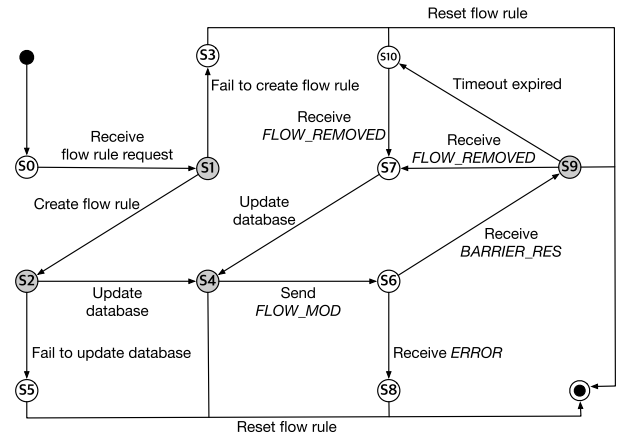 Reset flow rule
S3
S10
Fail to create flow rule
Timeout expired
Receive
FLOW_REMOVED
Receive
flow rule request
Receive
FLOW_REMOVED
S0
S1
S7
S9
Create flow rule
Update
database
Receive
BARRIER_RES
S2
S4
S6
Update
database
Send
FLOW_MOD
Fail to update database
Receive ERROR
S5
S8
Reset flow rule